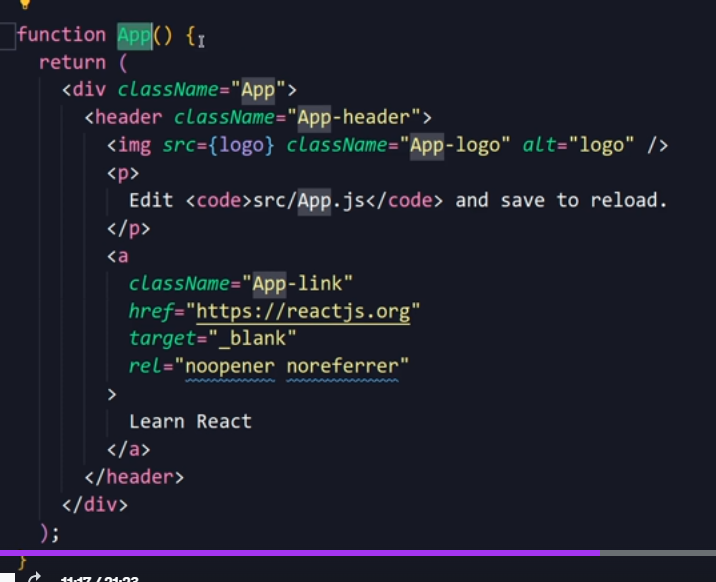 function App() {
return (
<div className="App">
<header className="App-header">
<img src={logo} className="App-logo" alt="logo" />
<p>
Edit <code>src/App.js</code> and save to reload.
</p>
<a
className="App-link"
href="https://reactjs.org"
target="_blank"
rel="noopener noreferrer"
>
Learn React
</a>
</header>
</div>
);
}
11:17 / 21:23